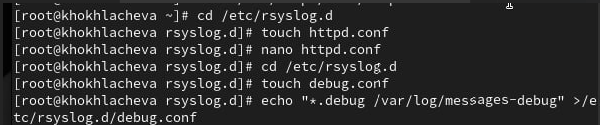 [root@khokhlacheva ~]# cd /etc/rsyslog.d
[root@khokhlacheva rsyslog.d]# touch httpd.conf
[root@khokhlacheva rsyslog.d]# nano httpd.conf
[root@khokhlacheva rsyslog.d]# cd /etc/rsyslog.d
[root@khokhlacheva rsyslog.d]# touch debug.conf
[root@khokhlacheva rsyslog.d]# echo "*.debug /var/log/messages-debug" >/e
tc/rsyslog.d/debug.conf